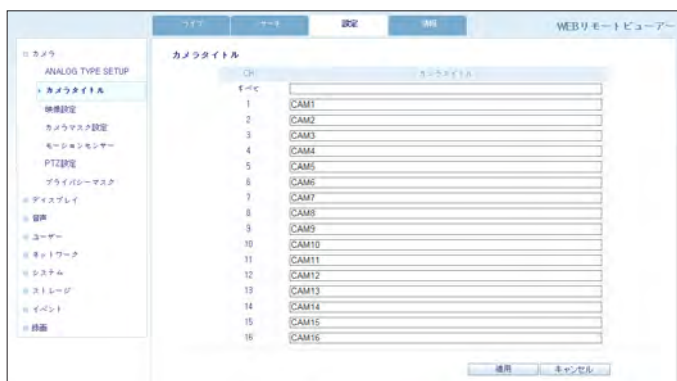 ライブ サーチ 設定 情報 WEBリモートビューアー
カメラ
ANALOG TYPE SETUP
カメラタイトル
映像設定
カメラマスク設定
モーションセンサー
PTZ設定
プライバシーマスク
ディスプレイ
音声
ユーザー
ネットワーク
システム
ストレージ
イベント
録画
カメラタイトル
CH カメラタイトル
すべて
1 CAM1
2 CAM2
3 CAM3
4 CAM4
5 CAM5
6 CAM6
7 CAM7
8 CAM8
9 CAM9
10 CAM10
11 CAM11
12 CAM12
13 CAM13
14 CAM14
15 CAM15
16 CAM16
適用 キャンセル